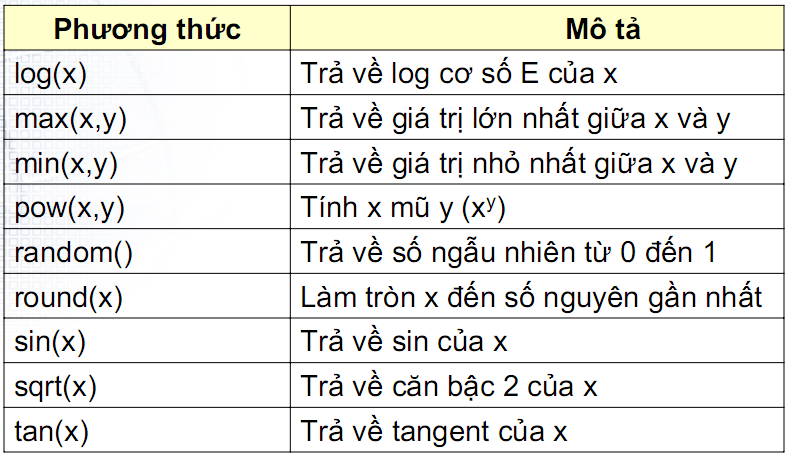 Phương thức Mô tả
log(x) Trả về log cơ số E của x
max(x,y) Trả về giá trị lớn nhất giữa x và y
min(x,y) Trả về giá trị nhỏ nhất giữa x và y
pow(x,y) Tính x mũ y (xʸ)
random() Trả về số ngẫu nhiên từ 0 đến 1
round(x) Làm tròn x đến số nguyên gần nhất
sin(x) Trả về sin của x
sqrt(x) Trả về căn bậc 2 của x
tan(x) Trả về tangent của x